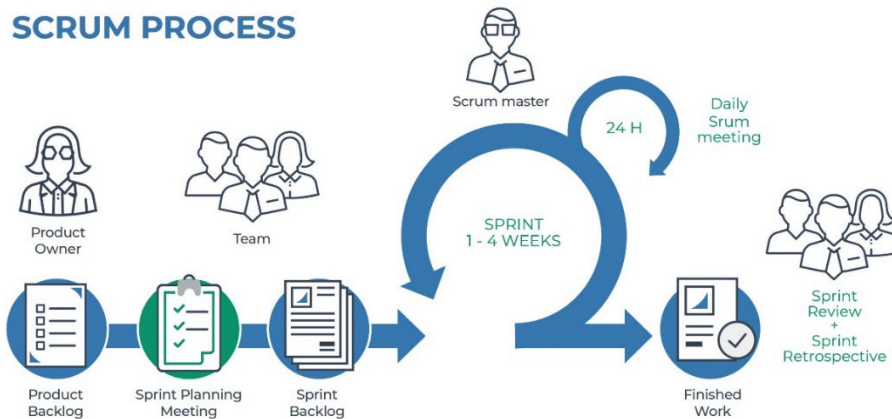 SCRUM PROCESS
Scrum master
24 H
Daily
Srum
meeting
Product
Owner
Team
SPRINT
1 - 4 WEEKS
Sprint
Review
+
Sprint
Retrospective
Product
Backlog
Sprint Planning
Meeting
Sprint
Backlog
Finished
Work